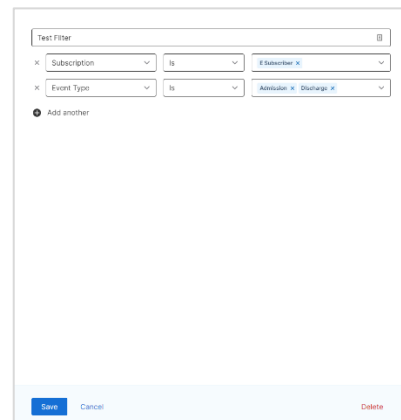 Test Filter
× Subscription Is E Subscriber ×
× Event Type Is Admission × Discharge ×
Add another
Save Cancel Delete